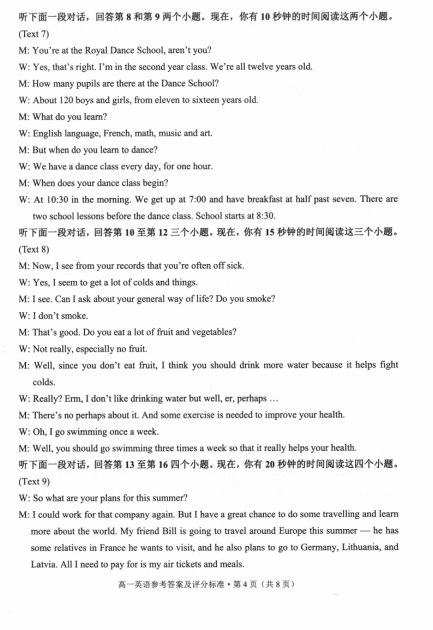 听下面一段对话，回答第 8 和第 9 两个小题。现在，你有 10 秒钟的时间阅读这两个小题。
(Text 7)
M: You're at the Royal Dance School, aren't you?
W: Yes, that's right. I'm in the second year class. We're all twelve years old.
M: How many pupils are there at the Dance School?
W: About 120 boys and girls, from eleven to sixteen years old.
M: What do you learn?
W: English language, French, math, music and art.
M: But when do you learn to dance?
W: We have a dance class every day, for one hour.
M: When does your dance class begin?
W: At 10:30 in the morning. We get up at 7:00 and have breakfast at half past seven. There are
two school lessons before the dance class. School starts at 8:30.
听下面一段对话，回答第 10 至第 12 三个小题。现在，你有 15 秒钟的时间阅读这三个小题。
(Text 8)
M: Now, I see from your records that you're often off sick.
W: Yes, I seem to get a lot of colds and things.
M: I see. Can I ask about your general way of life? Do you smoke?
W: I don't smoke.
M: That's good. Do you eat a lot of fruit and vegetables?
W: Not really, especially no fruit.
M: Well, since you don't eat fruit, I think you should drink more water because it helps fight
colds.
W: Really? Erm, I don't like drinking water but well, er, perhaps …
M: There's no perhaps about it. And some exercise is needed to improve your health.
W: Oh, I go swimming once a week.
M: Well, you should go swimming three times a week so that it really helps your health.
听下面一段对话，回答第 13 至第 16 四个小题。现在，你有 20 秒钟的时间阅读这四个小题。
(Text 9)
W: So what are your plans for this summer?
M: I could work for that company again. But I have a great chance to do some travelling and learn
more about the world. My friend Bill is going to travel around Europe this summer — he has
some relatives in France he wants to visit, and he also plans to go to Germany, Lithuania, and
Latvia. All I need to pay for is my air tickets and meals.
高一英语参考答案及评分标准·第 4 页（共 8 页）